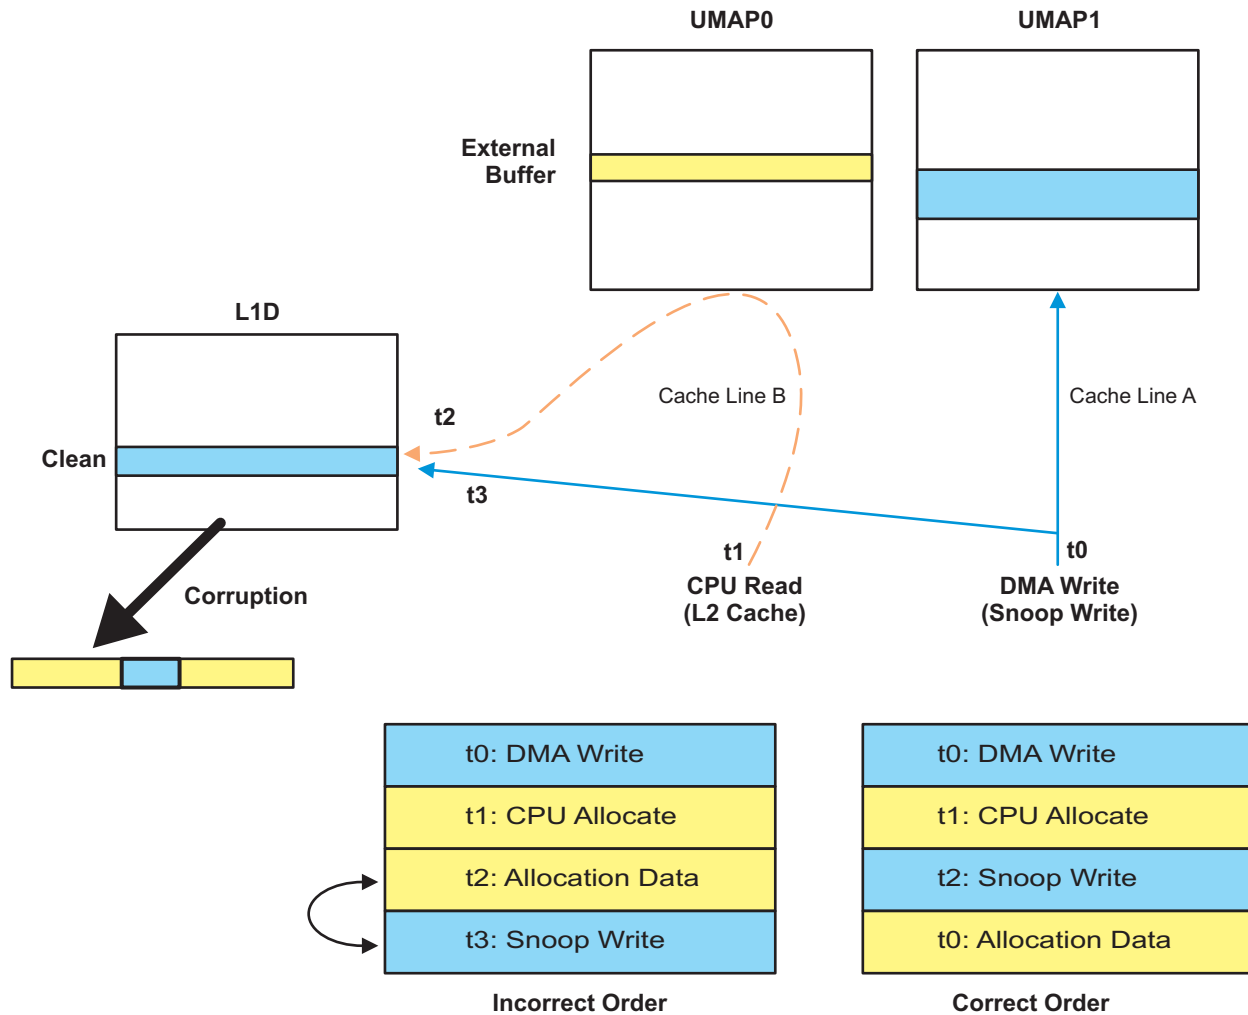 UMAP0
UMAP1
External
Buffer
L1D
Cache Line B
Cache Line A
t2
Clean
t3
t1
t0
CPU Read
(L2 Cache)
DMA Write
(Snoop Write)
Corruption
t0: DMA Write
t1: CPU Allocate
t2: Allocation Data
t3: Snoop Write
Incorrect Order
t0: DMA Write
t1: CPU Allocate
t2: Snoop Write
t0: Allocation Data
Correct Order